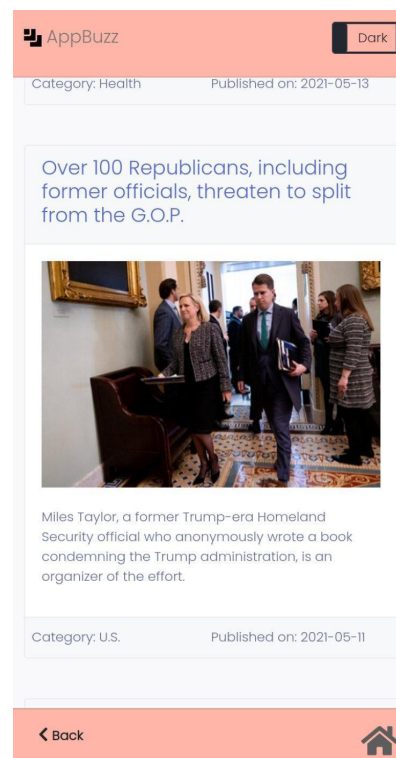 AppBuzz
Dark
Category: Health Published on: 2021-05-13
Over 100 Republicans, including
former officials, threaten to split
from the G.O.P.
Miles Taylor, a former Trump-era Homeland
Security official who anonymously wrote a book
condemning the Trump administration, is an
organizer of the effort.
Category: U.S. Published on: 2021-05-11
Back